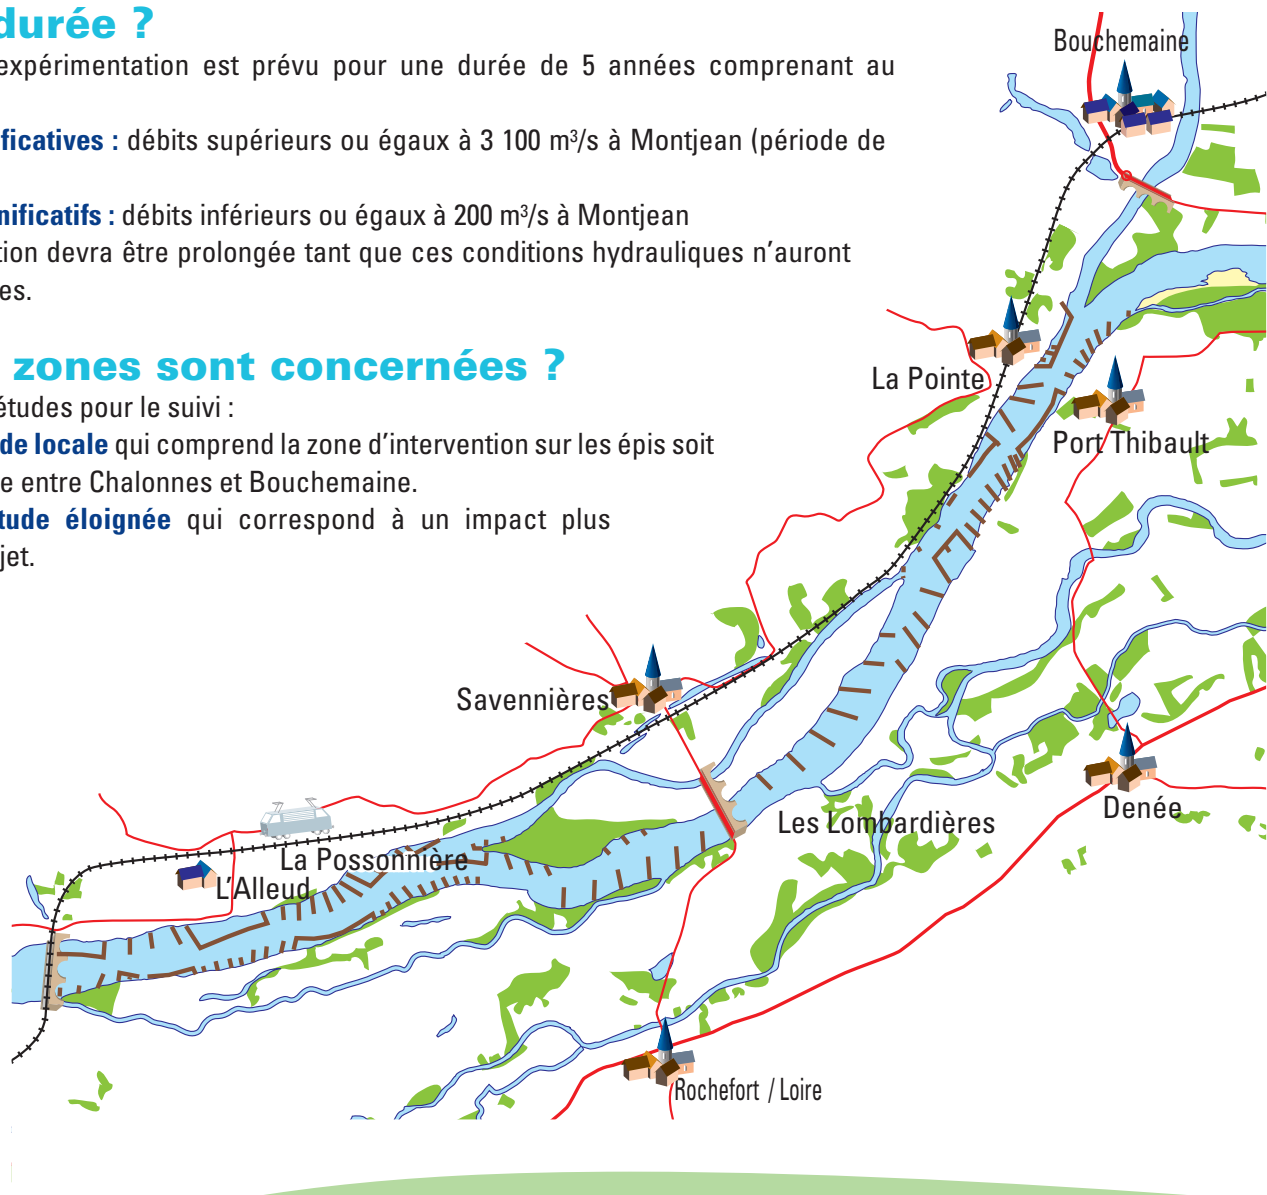 durée ?
expérimentation est prévu pour une durée de 5 années comprenant au
ficatives : débits supérieurs ou égaux à 3 100 m³/s à Montjean (période de
nificatifs : débits inférieurs ou égaux à 200 m³/s à Montjean
tion devra être prolongée tant que ces conditions hydrauliques n'auront
es.
zones sont concernées ?
études pour le suivi :
de locale qui comprend la zone d'intervention sur les épis soit
e entre Chalonnes et Bouchemaine.
tude éloignée qui correspond à un impact plus
jet.
Bouchemaine
La Pointe
Port Thibault
Savennières
Denée
Les Lombardières
La Possonnière
L'Alleud
Rochefort / Loire